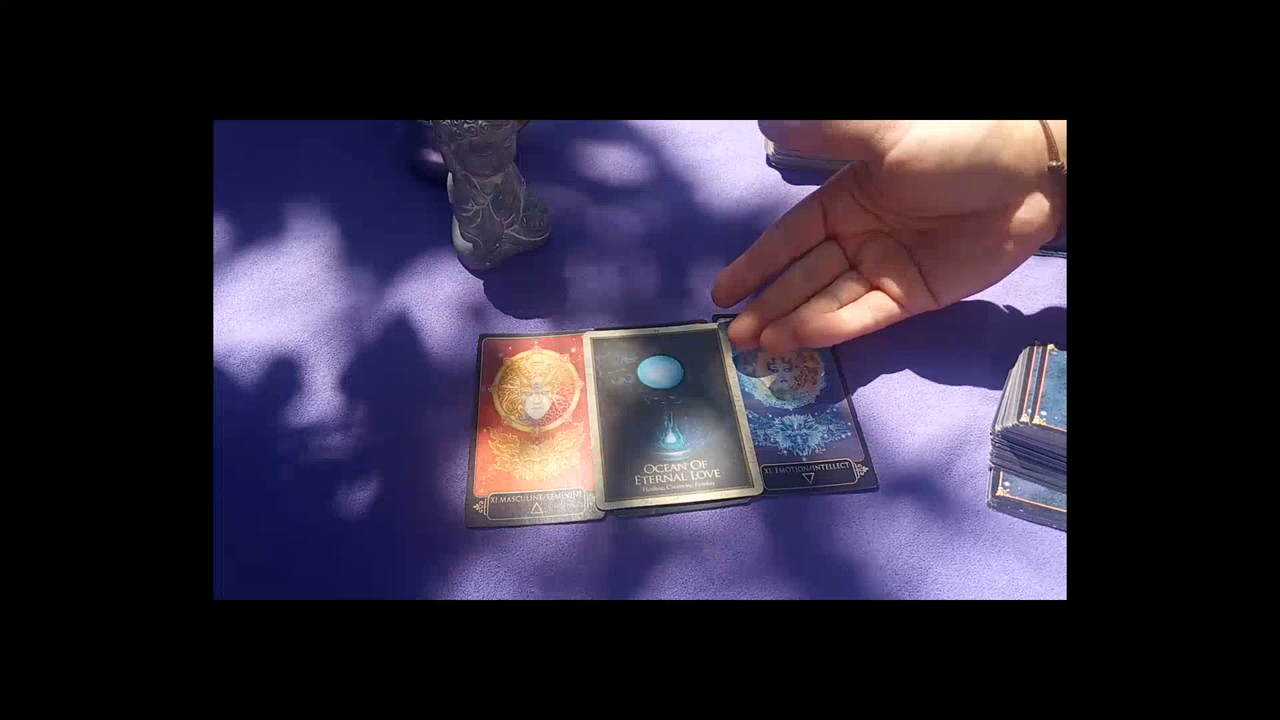 XI. MASCULINE/FEMININE
OCEAN OF
ETERNAL LOVE
Healing, Creativity, Fertility
XI. EMOTION/INTELLECT